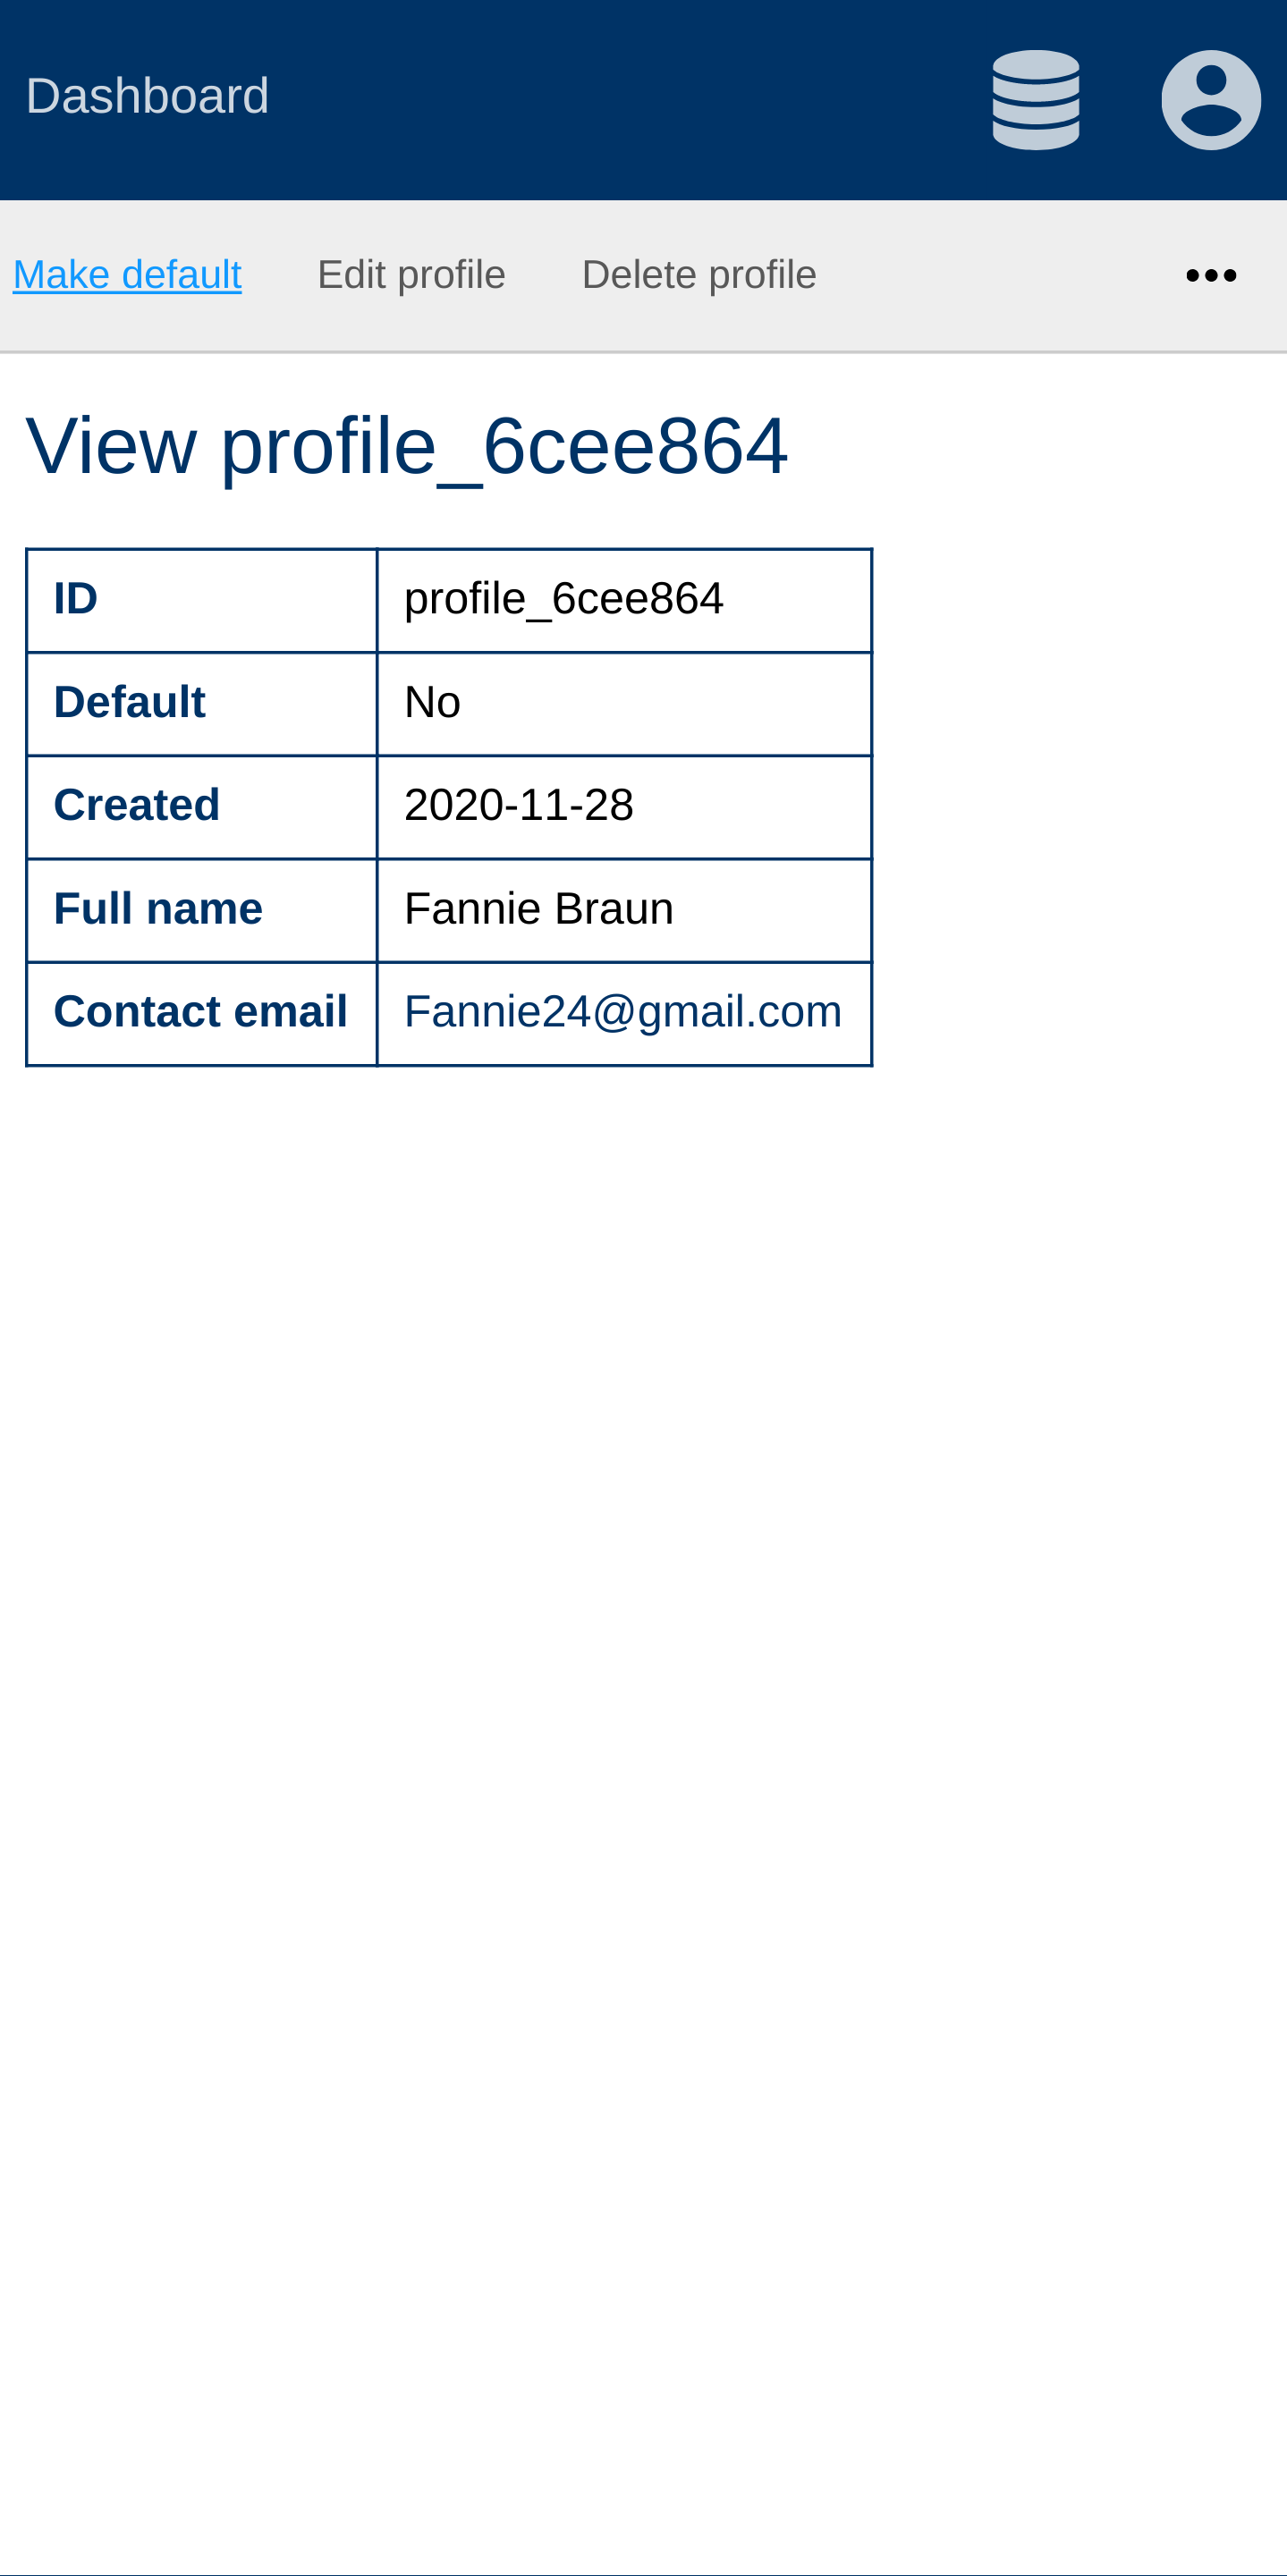 Dashboard
Make default Edit profile Delete profile
View profile_6cee864
ID profile_6cee864
Default No
Created 2020-11-28
Full name Fannie Braun
Contact email Fannie24@gmail.com